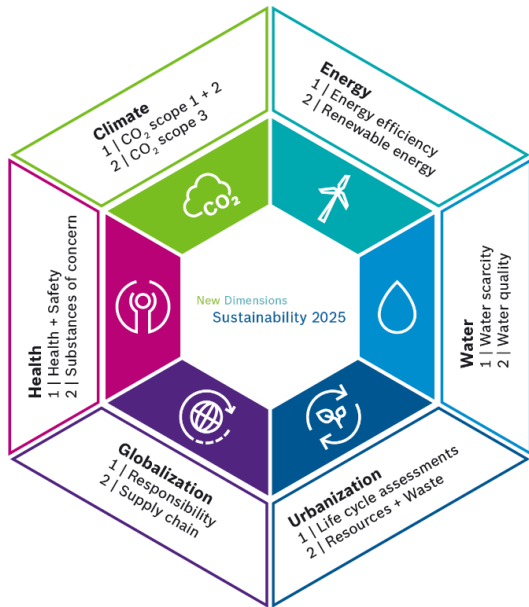 Climate
1 | CO₂ scope 1 + 2
2 | CO₂ scope 3
Energy
1 | Energy efficiency
2 | Renewable energy
CO₂
Health
1 | Health + Safety
2 | Substances of concern
New Dimensions
Sustainability 2025
Water
1 | Water scarcity
2 | Water quality
Globalization
1 | Responsibility
2 | Supply chain
Urbanization
1 | Life cycle assessments
2 | Resources + Waste